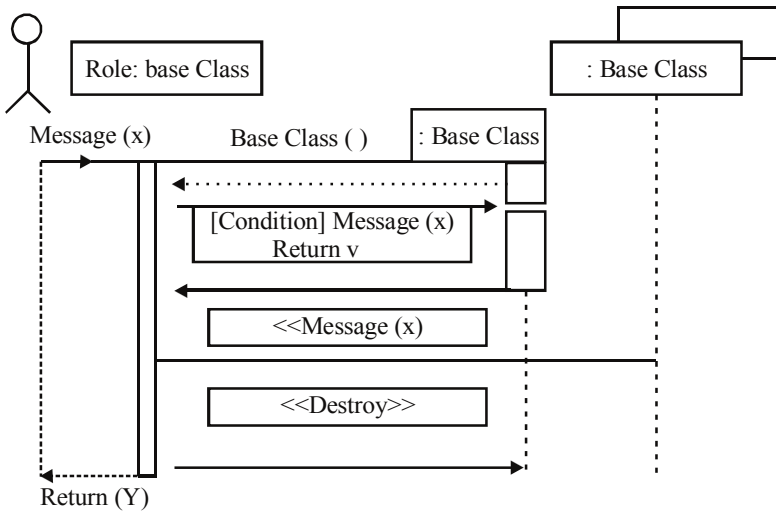 Role: base Class
: Base Class
Message (x)
Base Class ( )
: Base Class
[Condition] Message (x)
Return v
<<Message (x)
<<Destroy>>
Return (Y)